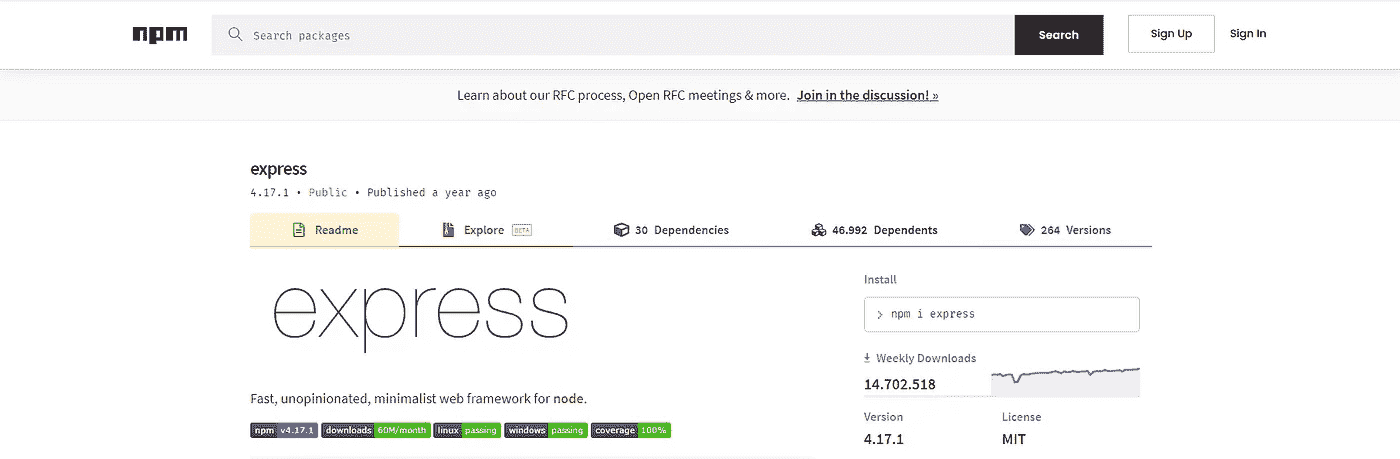 npm
Search packages
Search
Sign Up
Sign In
Learn about our RFC process, Open RFC meetings & more. Join in the discussion! »
express
4.17.1 • Public • Published a year ago
Readme
Explore BETA
30 Dependencies
46.992 Dependents
264 Versions
express
Fast, unopinionated, minimalist web framework for node.
npm v4.17.1 downloads 60M/month linux passing windows passing coverage 100%
Install
> npm i express
Weekly Downloads
14.702.518
Version
License
4.17.1
MIT